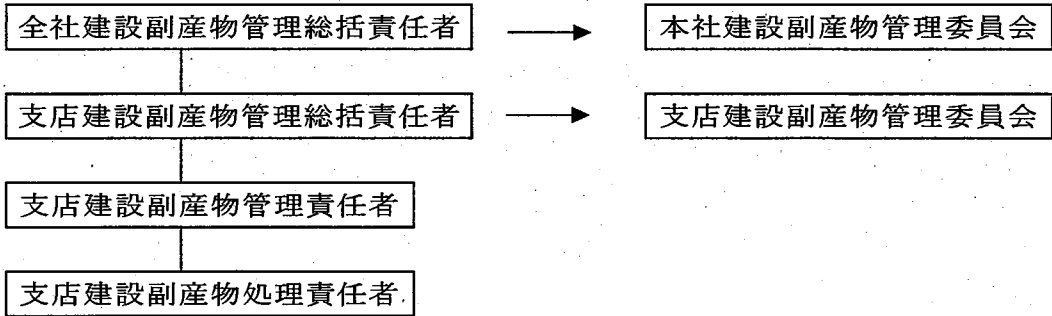 全社建設副産物管理総括責任者
本社建設副産物管理委員会
支店建設副産物管理総括責任者
支店建設副産物管理委員会
支店建設副産物管理責任者
支店建設副産物処理責任者